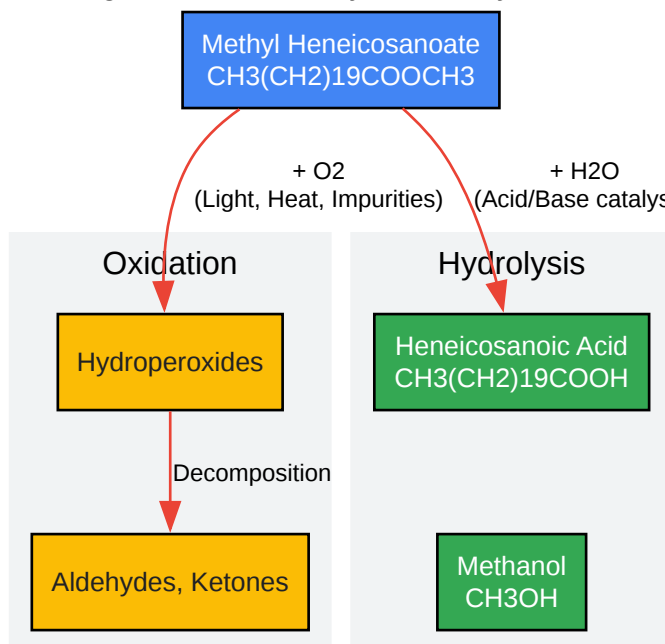 Methyl Heneicosanoate
CH3(CH2)19COOCH3
+ O2
(Light, Heat, Impurities)
+ H2O
(Acid/Base catalys
Oxidation
Hydrolysis
Hydroperoxides
Heneicosanoic Acid
CH3(CH2)19COOH
Decomposition
Aldehydes, Ketones
Methanol
CH3OH